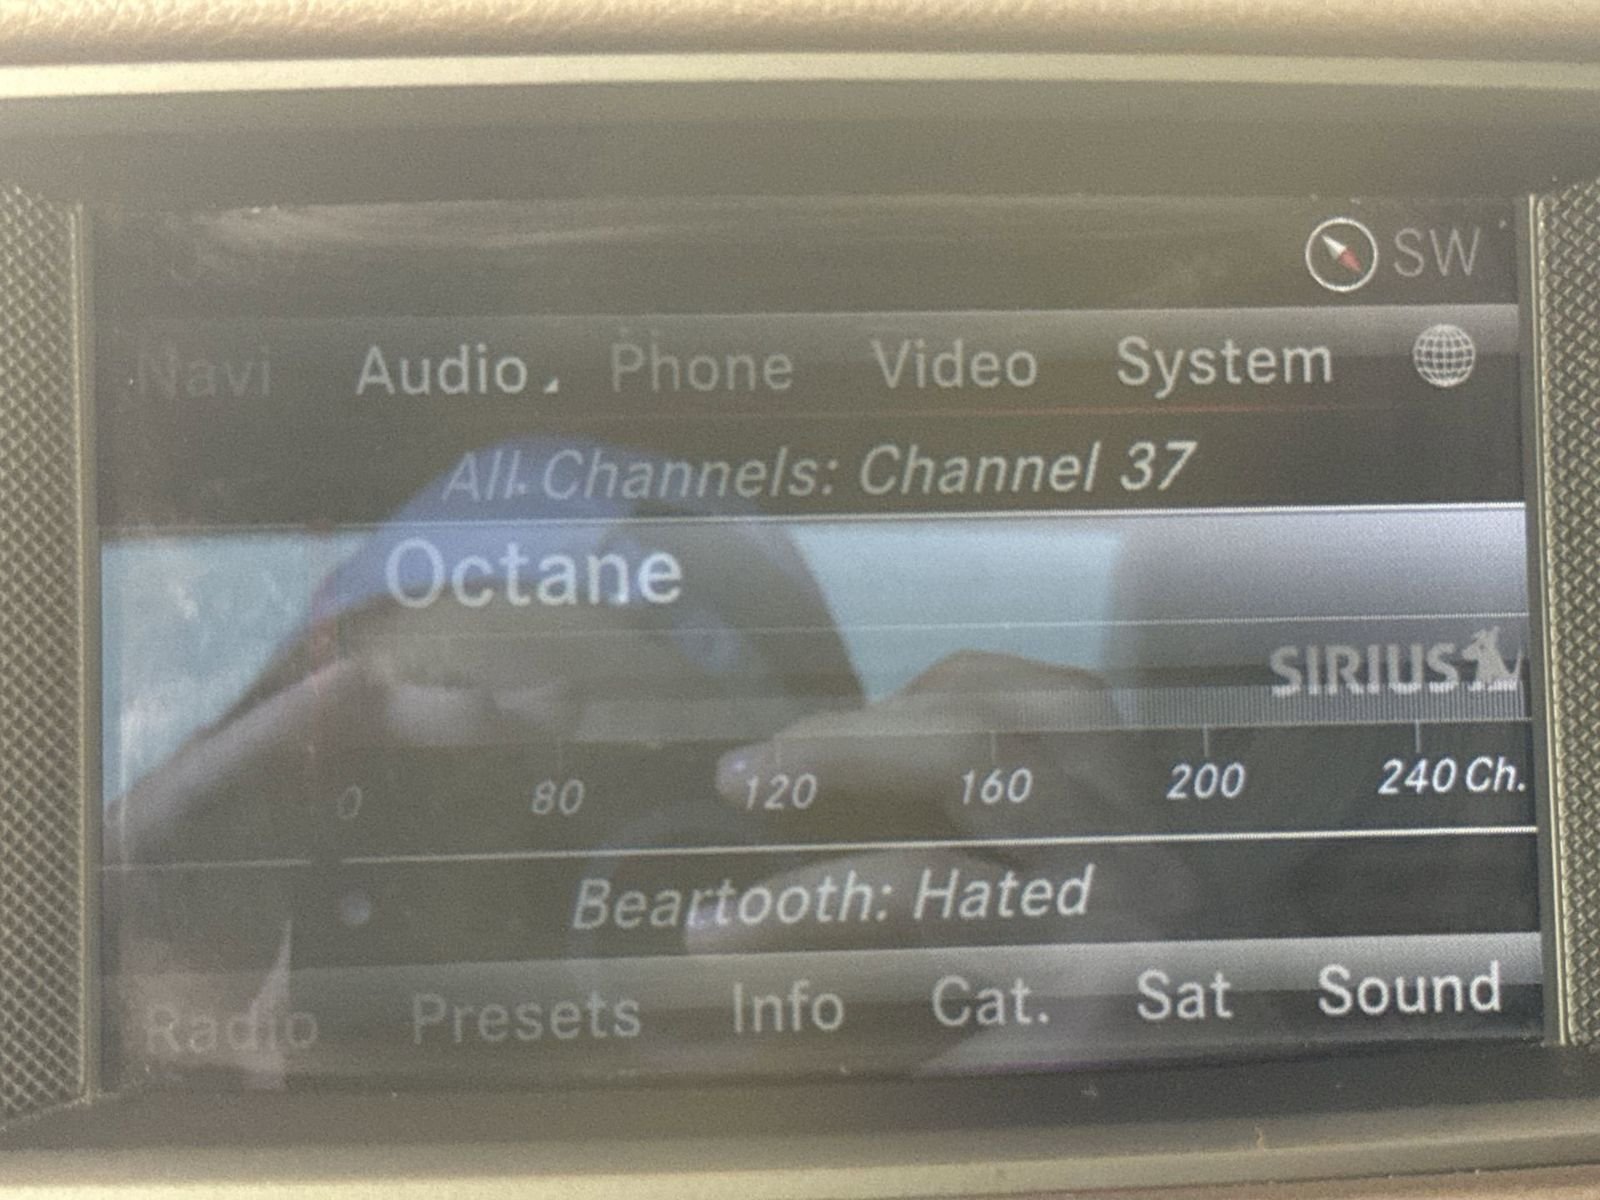 SW
Navi Audio Phone Video System
All Channels: Channel 37
Octane
SIRIUS
0 80 120 160 200 240 Ch.
Beartooth: Hated
Radio Presets Info Cat. Sat Sound